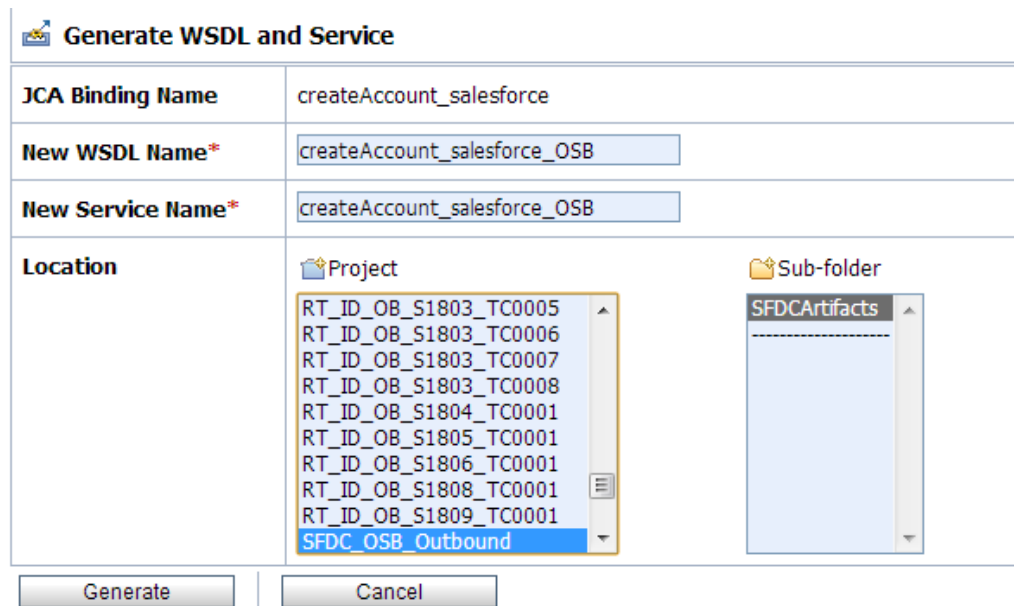 Generate WSDL and Service
JCA Binding Name createAccount_salesforce
New WSDL Name* createAccount_salesforce_OSB
New Service Name* createAccount_salesforce_OSB
Location Project Sub-folder
RT_ID_OB_S1803_TC0005 SFDCArtifacts
RT_ID_OB_S1803_TC0006 --------------------
RT_ID_OB_S1803_TC0007
RT_ID_OB_S1803_TC0008
RT_ID_OB_S1804_TC0001
RT_ID_OB_S1805_TC0001
RT_ID_OB_S1806_TC0001
RT_ID_OB_S1808_TC0001
RT_ID_OB_S1809_TC0001
SFDC_OSB_Outbound
Generate Cancel